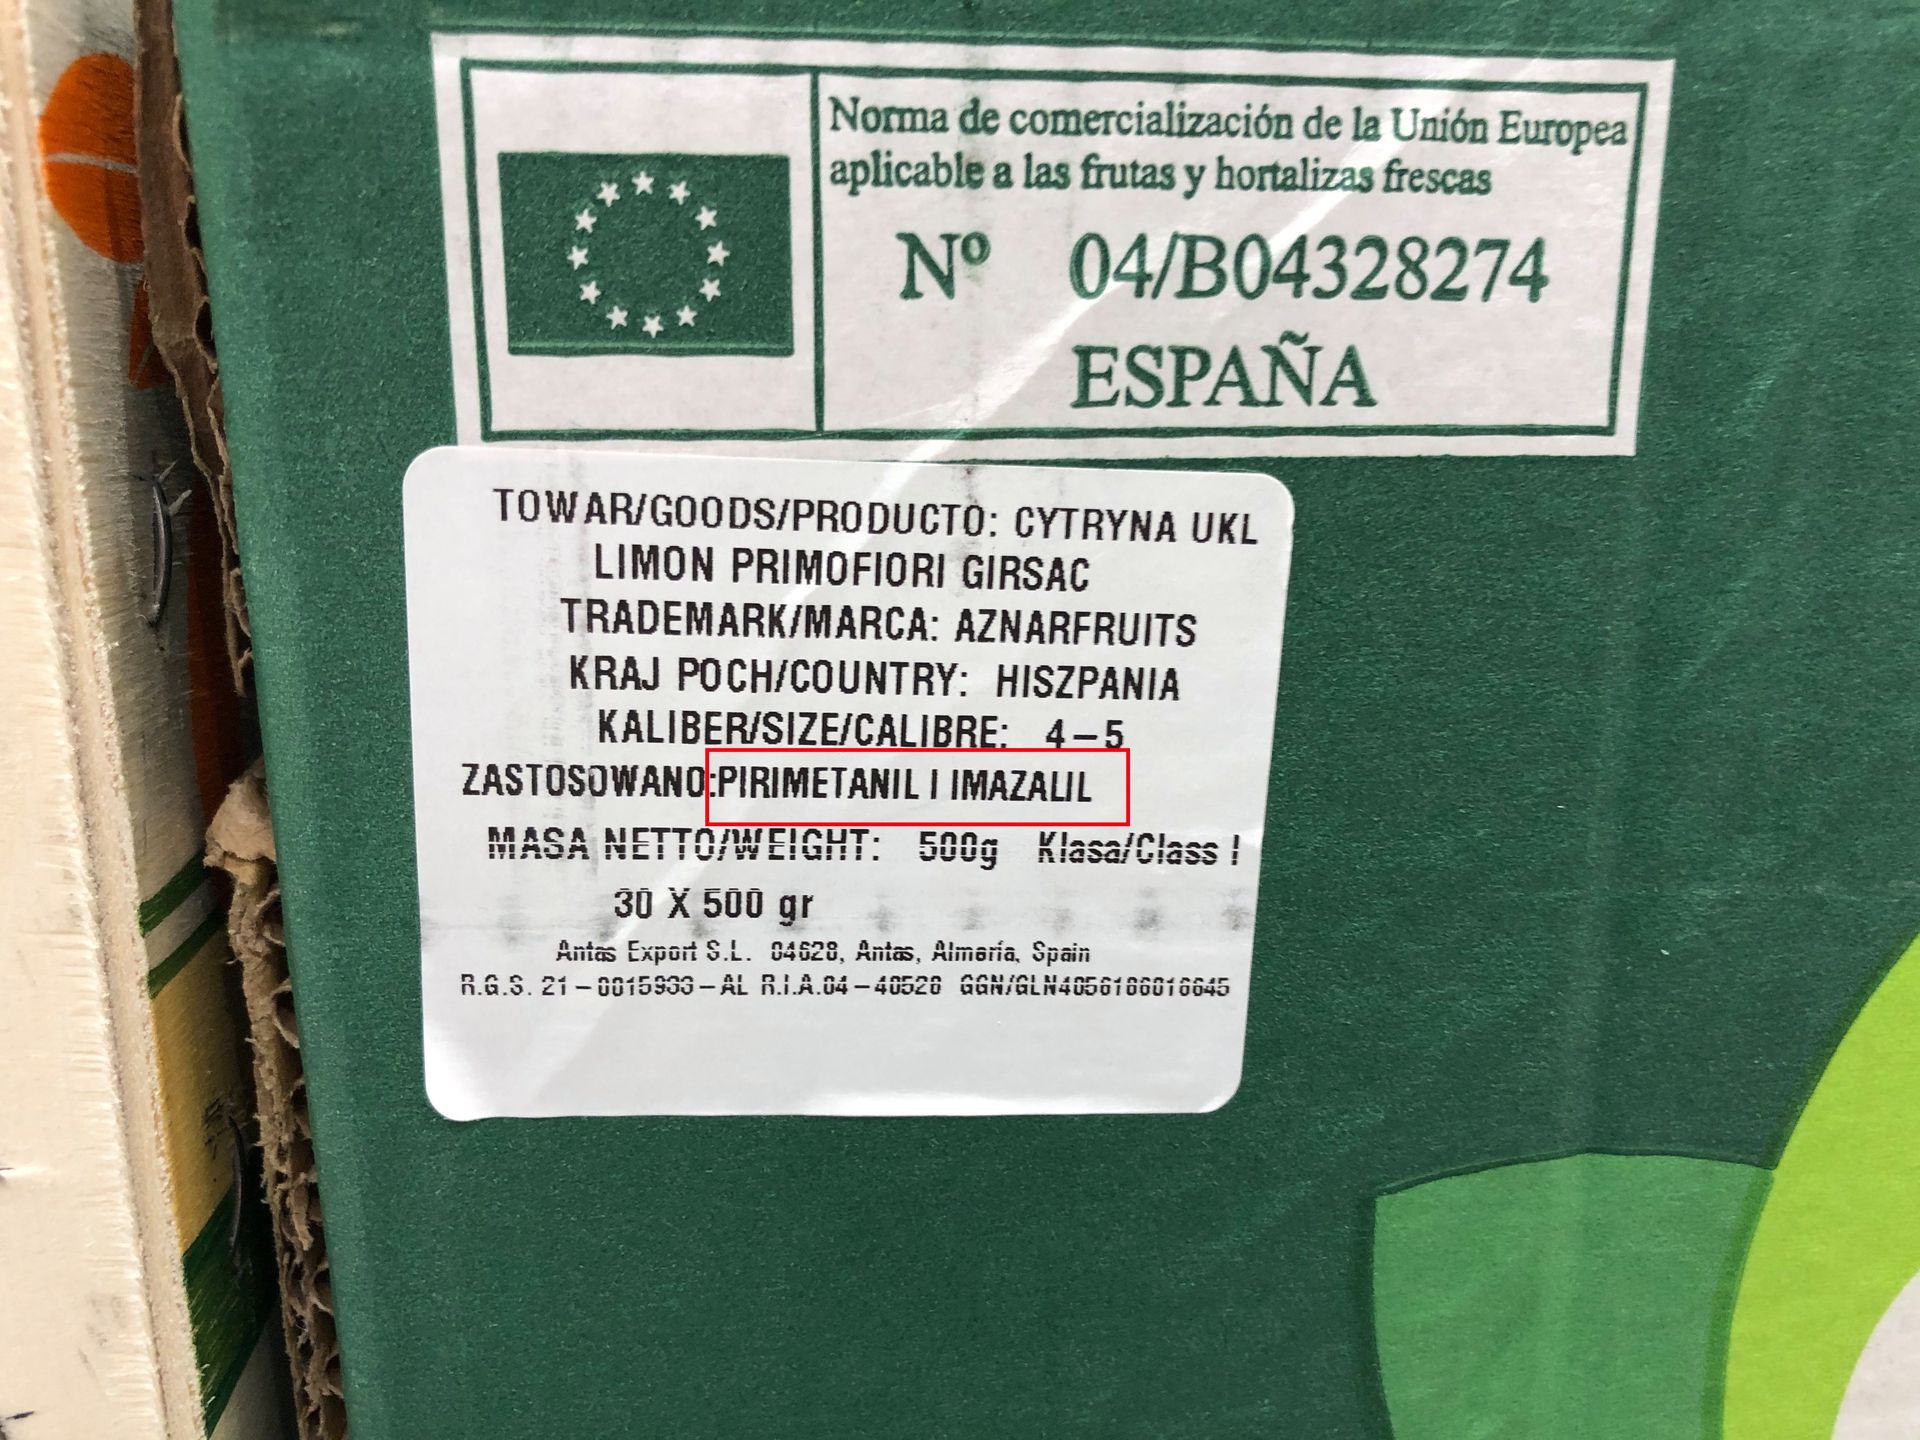 Norma de comercialización de la Unión Europea
aplicable a las frutas y hortalizas frescas
Nº 04/B04328274
ESPAÑA
TOWAR/GOODS/PRODUCTO: CYTRYNA UKL
LIMON PRIMOFIORI GIRSAC
TRADEMARK/MARCA: AZNARFRUITS
KRAJ POCH/COUNTRY: HISZPANIA
KALIBER/SIZE/CALIBRE: 4-5
ZASTOSOWANO:PIRIMETANIL I IMAZALIL
MASA NETTO/WEIGHT: 500g Klasa/Class I
30 X 500 gr
Antas Export S.L. 04628, Antas, Almería, Spain
R.G.S. 21-0015933-AL R.I.A.04-40528 GGN/GLN4056186016645